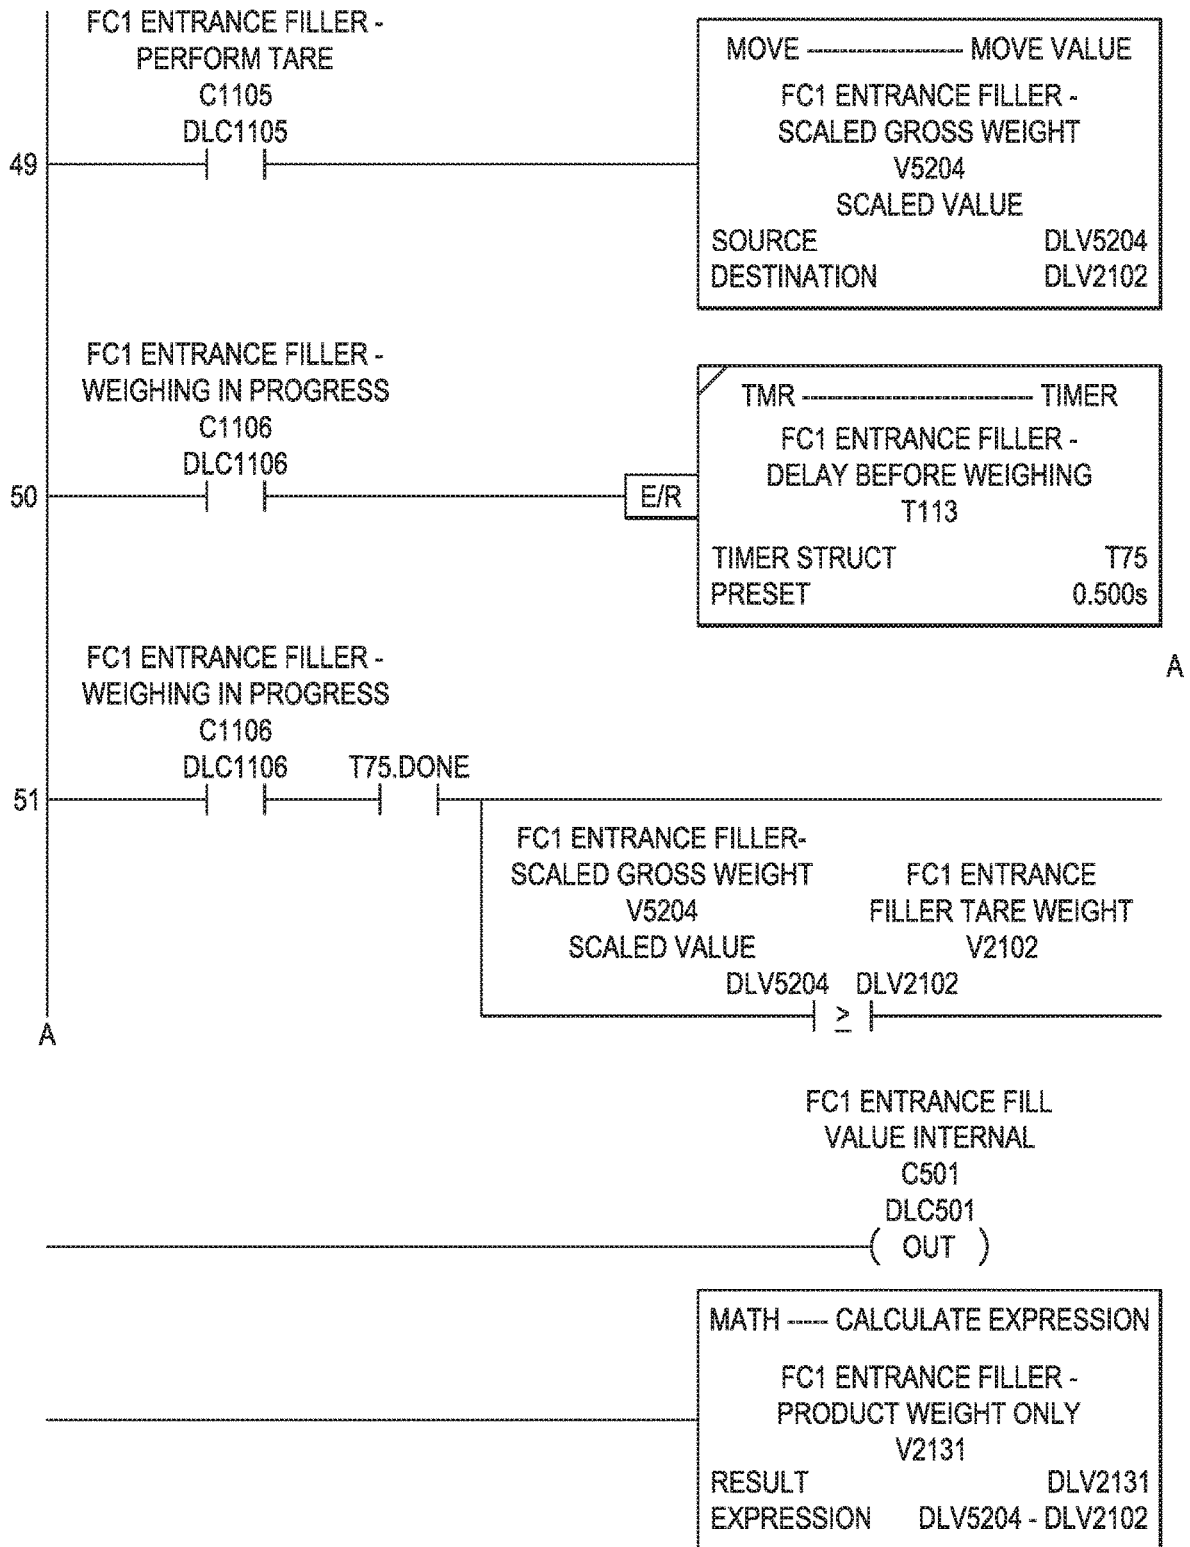 FC1 ENTRANCE FILLER -
PERFORM TARE
C1105
DLC1105
49
MOVE ---------------- MOVE VALUE
FC1 ENTRANCE FILLER -
SCALED GROSS WEIGHT
V5204
SCALED VALUE
SOURCE DLV5204
DESTINATION DLV2102
FC1 ENTRANCE FILLER -
WEIGHING IN PROGRESS
C1106
DLC1106
50
E/R
TMR ------------------------ TIMER
FC1 ENTRANCE FILLER -
DELAY BEFORE WEIGHING
T113
TIMER STRUCT T75
PRESET 0.500s
A
FC1 ENTRANCE FILLER -
WEIGHING IN PROGRESS
C1106
DLC1106 T75.DONE
51
FC1 ENTRANCE FILLER-
SCALED GROSS WEIGHT
V5204
SCALED VALUE
DLV5204
FC1 ENTRANCE
FILLER TARE WEIGHT
V2102
DLV2102
≥
A
FC1 ENTRANCE FILL
VALUE INTERNAL
C501
DLC501
( OUT )
MATH ----- CALCULATE EXPRESSION
FC1 ENTRANCE FILLER -
PRODUCT WEIGHT ONLY
V2131
RESULT DLV2131
EXPRESSION DLV5204 - DLV2102